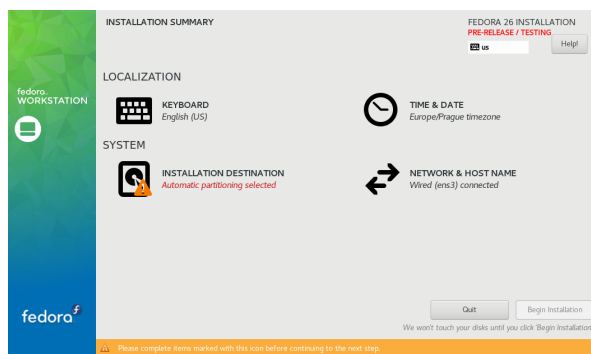 INSTALLATION SUMMARY
FEDORA 26 INSTALLATION
PRE-RELEASE / TESTING
us
Help!
fedora.
WORKSTATION
LOCALIZATION
KEYBOARD
English (US)
TIME & DATE
Europe/Prague timezone
SYSTEM
INSTALLATION DESTINATION
Automatic partitioning selected
NETWORK & HOST NAME
Wired (ens3) connected
fedora
Quit
Begin Installation
We won't touch your disks until you click 'Begin Installation
Please complete items marked with this icon before continuing to the next step.